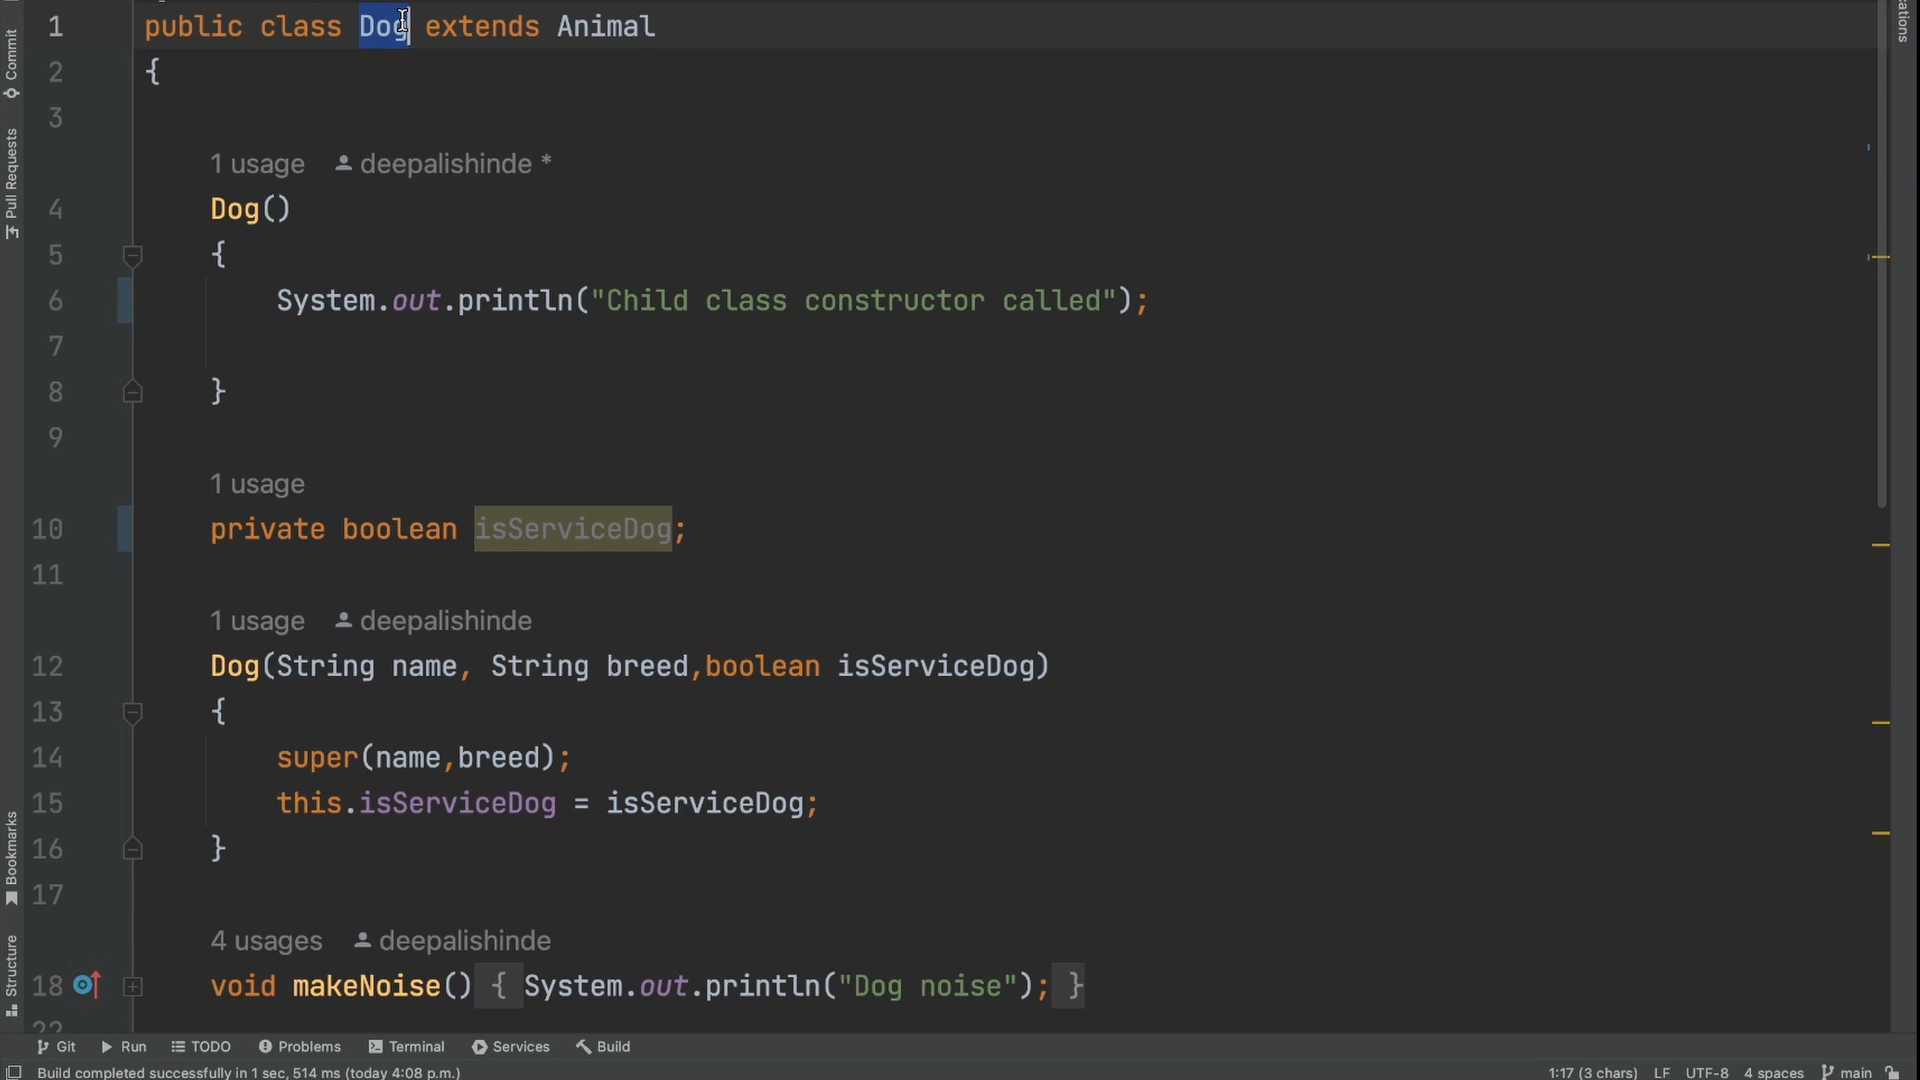 1 public class Dog extends Animal
2 {
3
1 usage deepalishinde *
4 Dog()
5 {
6 System.out.println("Child class constructor called");
7
8 }
9
1 usage
10 private boolean isServiceDog;
11
1 usage deepalishinde
12 Dog(String name, String breed,boolean isServiceDog)
13 {
14 super(name,breed);
15 this.isServiceDog = isServiceDog;
16 }
17
4 usages deepalishinde
18 void makeNoise() { System.out.println("Dog noise"); }
22
Commit
Pull Requests
Bookmarks
Structure
Git Run TODO Problems Terminal Services Build
Build completed successfully in 1 sec, 514 ms (today 4:08 p.m.) 1:17 (3 chars) LF UTF-8 4 spaces main